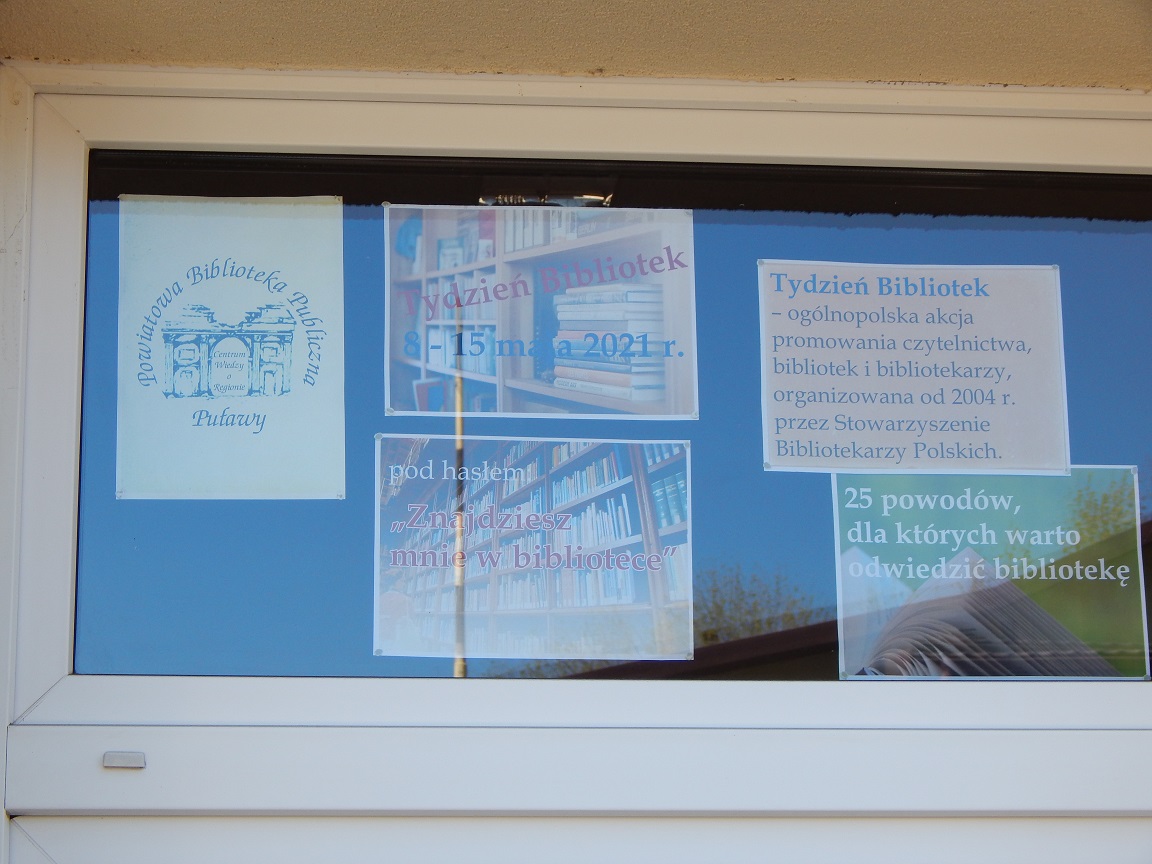 Powiatowa Biblioteka Publiczna
Centrum
Wiedzy
o
Regionie
Puławy
Tydzień Bibliotek
8 - 15 maja 2021 r.
pod hasłem:
„Znajdziesz
mnie w bibliotece”
Tydzień Bibliotek
– ogólnopolska akcja
promowania czytelnictwa,
bibliotek i bibliotekarzy,
organizowana od 2004 r.
przez Stowarzyszenie
Bibliotekarzy Polskich.
25 powodów,
dla których warto
odwiedzić bibliotekę